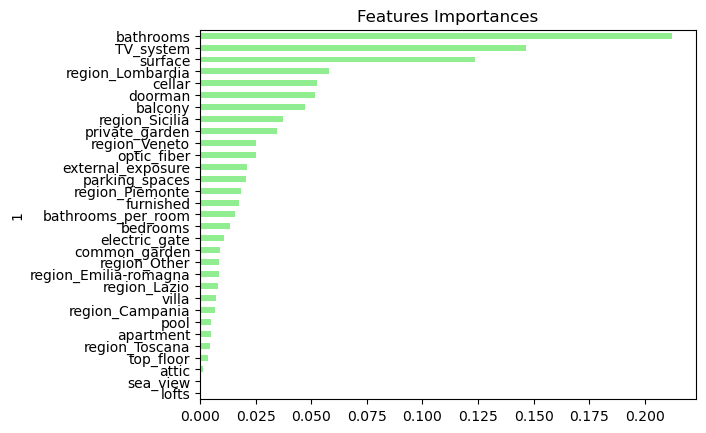 Features Importances
bathrooms
TV_system
surface
region_Lombardia
cellar
doorman
balcony
region_Sicilia
private_garden
region_Veneto
optic_fiber
external_exposure
parking_spaces
region_Piemonte
furnished
bathrooms_per_room
bedrooms
electric_gate
common_garden
region_Other
region_Emilia-romagna
region_Lazio
villa
region_Campania
pool
apartment
region_Toscana
top_floor
attic
sea_view
lofts
1
0.000 0.025 0.050 0.075 0.100 0.125 0.150 0.175 0.200